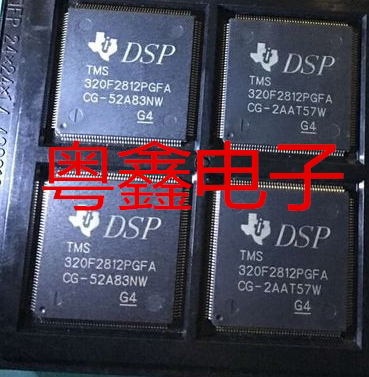 DSP
TMS
320F2812PGFA
CG-52A83NW
G4
DSP
TMS
320F2812PGFA
CG-2AAT57W
G4
粤鑫电子
DSP
TMS
320F2812PGFA
CG-52A83NW
G4
DSP
TMS
320F2812PGFA
CG-2AAT57W
G4